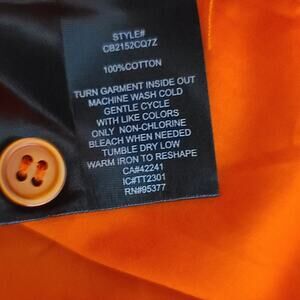 STYLE#
CB2152CQ7Z
100%COTTON
TURN GARMENT INSIDE OUT
MACHINE WASH COLD
GENTLE CYCLE
WITH LIKE COLORS
ONLY NON-CHLORINE
BLEACH WHEN NEEDED
TUMBLE DRY LOW
WARM IRON TO RESHAPE
CA#42241
IC#TT2301
RN#95377